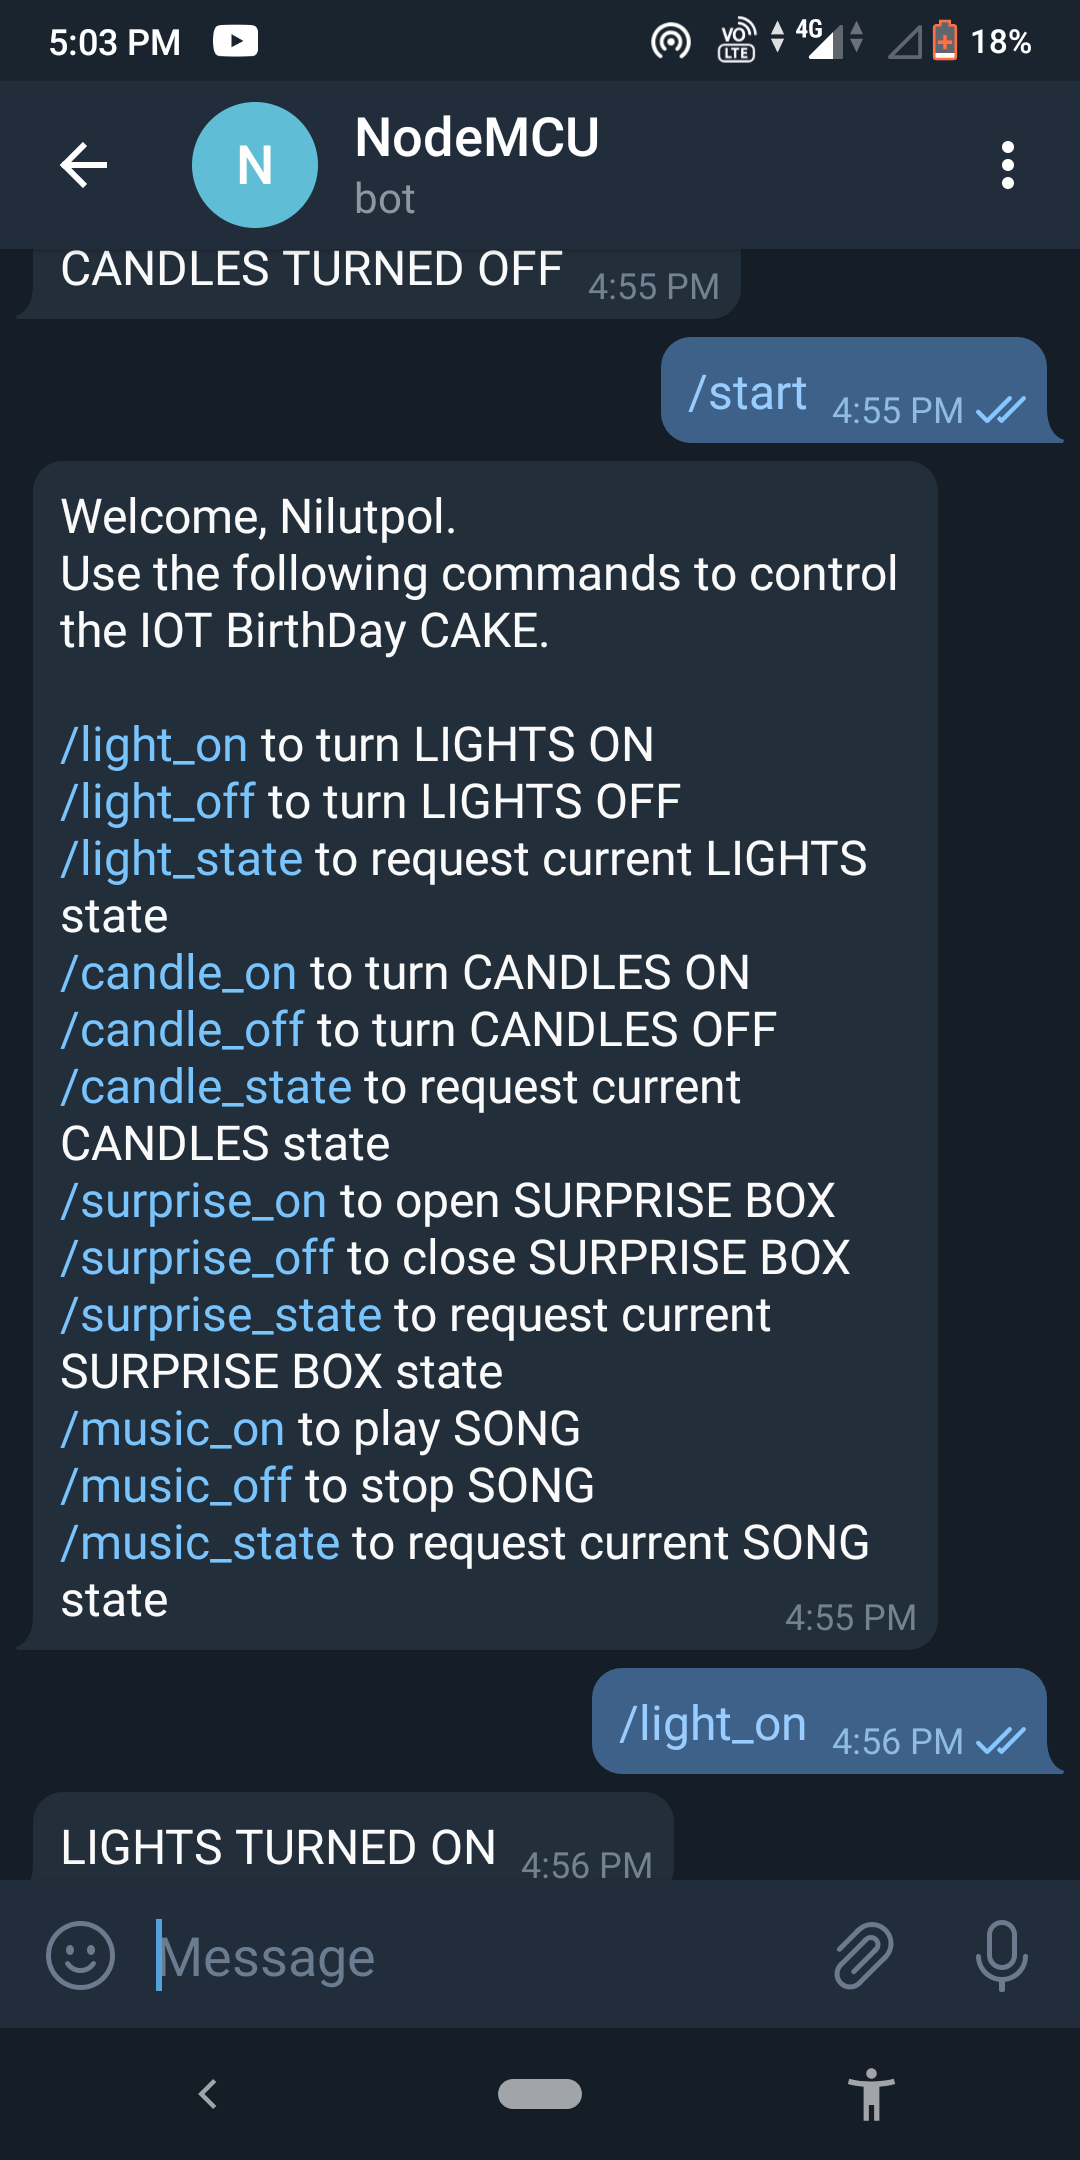 5:03 PM
VO LTE
4G
18%
N
NodeMCU
bot
CANDLES TURNED OFF 4:55 PM
/start 4:55 PM
Welcome, Nilutpol.
Use the following commands to control
the IOT BirthDay CAKE.
/light_on to turn LIGHTS ON
/light_off to turn LIGHTS OFF
/light_state to request current LIGHTS
state
/candle_on to turn CANDLES ON
/candle_off to turn CANDLES OFF
/candle_state to request current
CANDLES state
/surprise_on to open SURPRISE BOX
/surprise_off to close SURPRISE BOX
/surprise_state to request current
SURPRISE BOX state
/music_on to play SONG
/music_off to stop SONG
/music_state to request current SONG
state
4:55 PM
/light_on 4:56 PM
LIGHTS TURNED ON 4:56 PM
Message